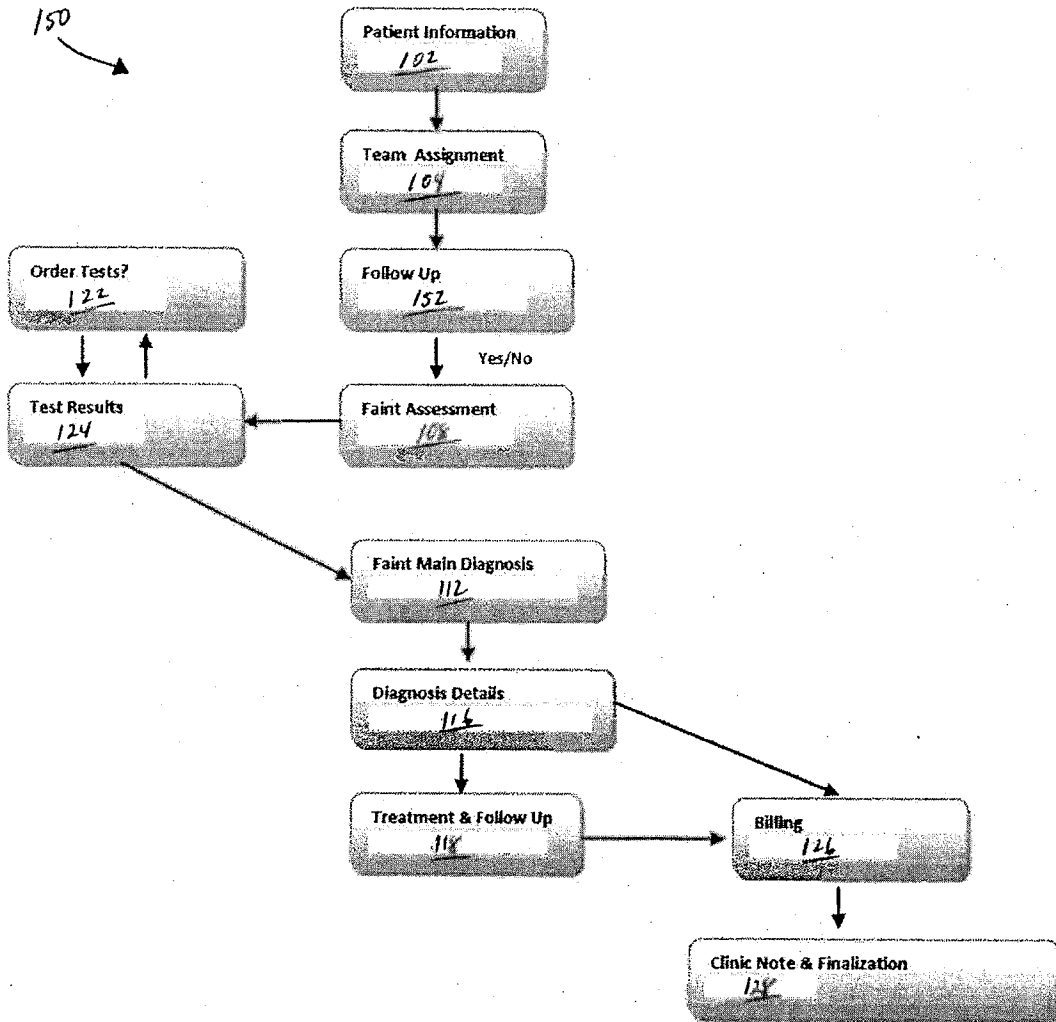 150
Patient Information
102
Team Assignment
104
Order Tests?
122
Follow Up
152
Yes/No
Test Results
124
Faint Assessment
108
Faint Main Diagnosis
112
Diagnosis Details
116
Treatment & Follow Up
118
Billing
126
Clinic Note & Finalization
128